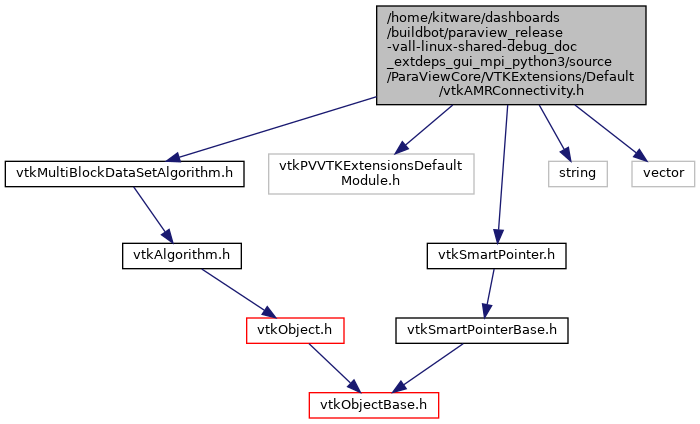 /home/kitware/dashboards
/buildbot/paraview_release
-vall-linux-shared-debug_doc
_extdeps_gui_mpi_python3/source
/ParaViewCore/VTKExtensions/Default
/vtkAMRConnectivity.h
vtkMultiBlockDataSetAlgorithm.h
vtkPVVTKExtensionsDefault
Module.h
string
vector
vtkAlgorithm.h
vtkSmartPointer.h
vtkObject.h
vtkSmartPointerBase.h
vtkObjectBase.h